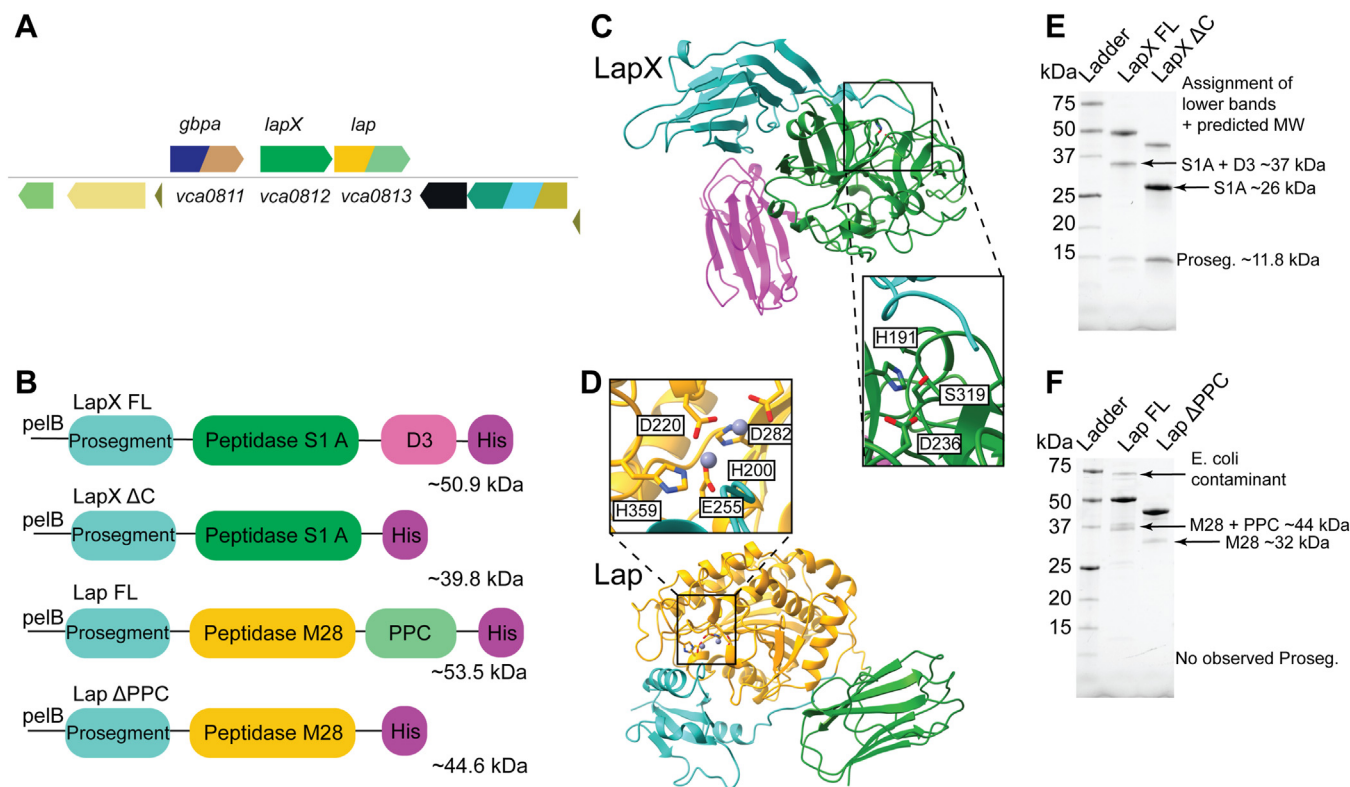 A
gbpa lapX lap
vca0811 vca0812 vca0813
B
LapX FL
pelB Prosegment Peptidase S1 A D3 His
~50.9 kDa
LapX ΔC
pelB Prosegment Peptidase S1 A His
~39.8 kDa
Lap FL
pelB Prosegment Peptidase M28 PPC His
~53.5 kDa
Lap ΔPPC
pelB Prosegment Peptidase M28 His
~44.6 kDa
C
LapX
H191
S319
D236
D
D220
D282
H200
H359
E255
Lap
E
kDa Ladder LapX FL LapX ΔC
Assignment of
lower bands
+ predicted MW
75
50
37
25
20
15
S1A + D3 ~37 kDa
S1A ~26 kDa
Proseg. ~11.8 kDa
F
kDa Ladder Lap FL Lap ΔPPC
75
50
37
25
20
15
E. coli
contaminant
M28 + PPC ~44 kDa
M28 ~32 kDa
No observed Proseg.